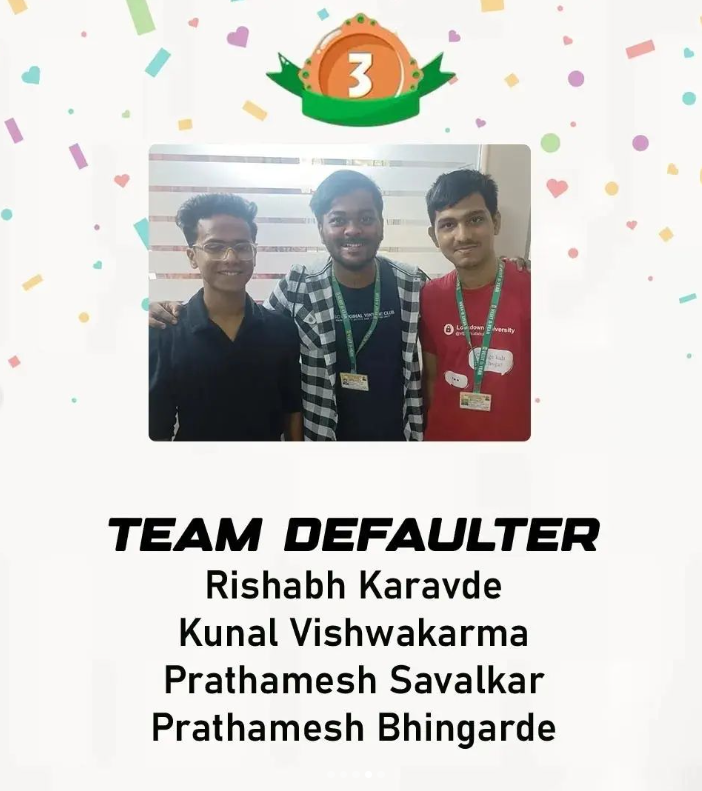 3
TEAM DEFAULTER
Rishabh Karavde
Kunal Vishwakarma
Prathamesh Savalkar
Prathamesh Bhingarde